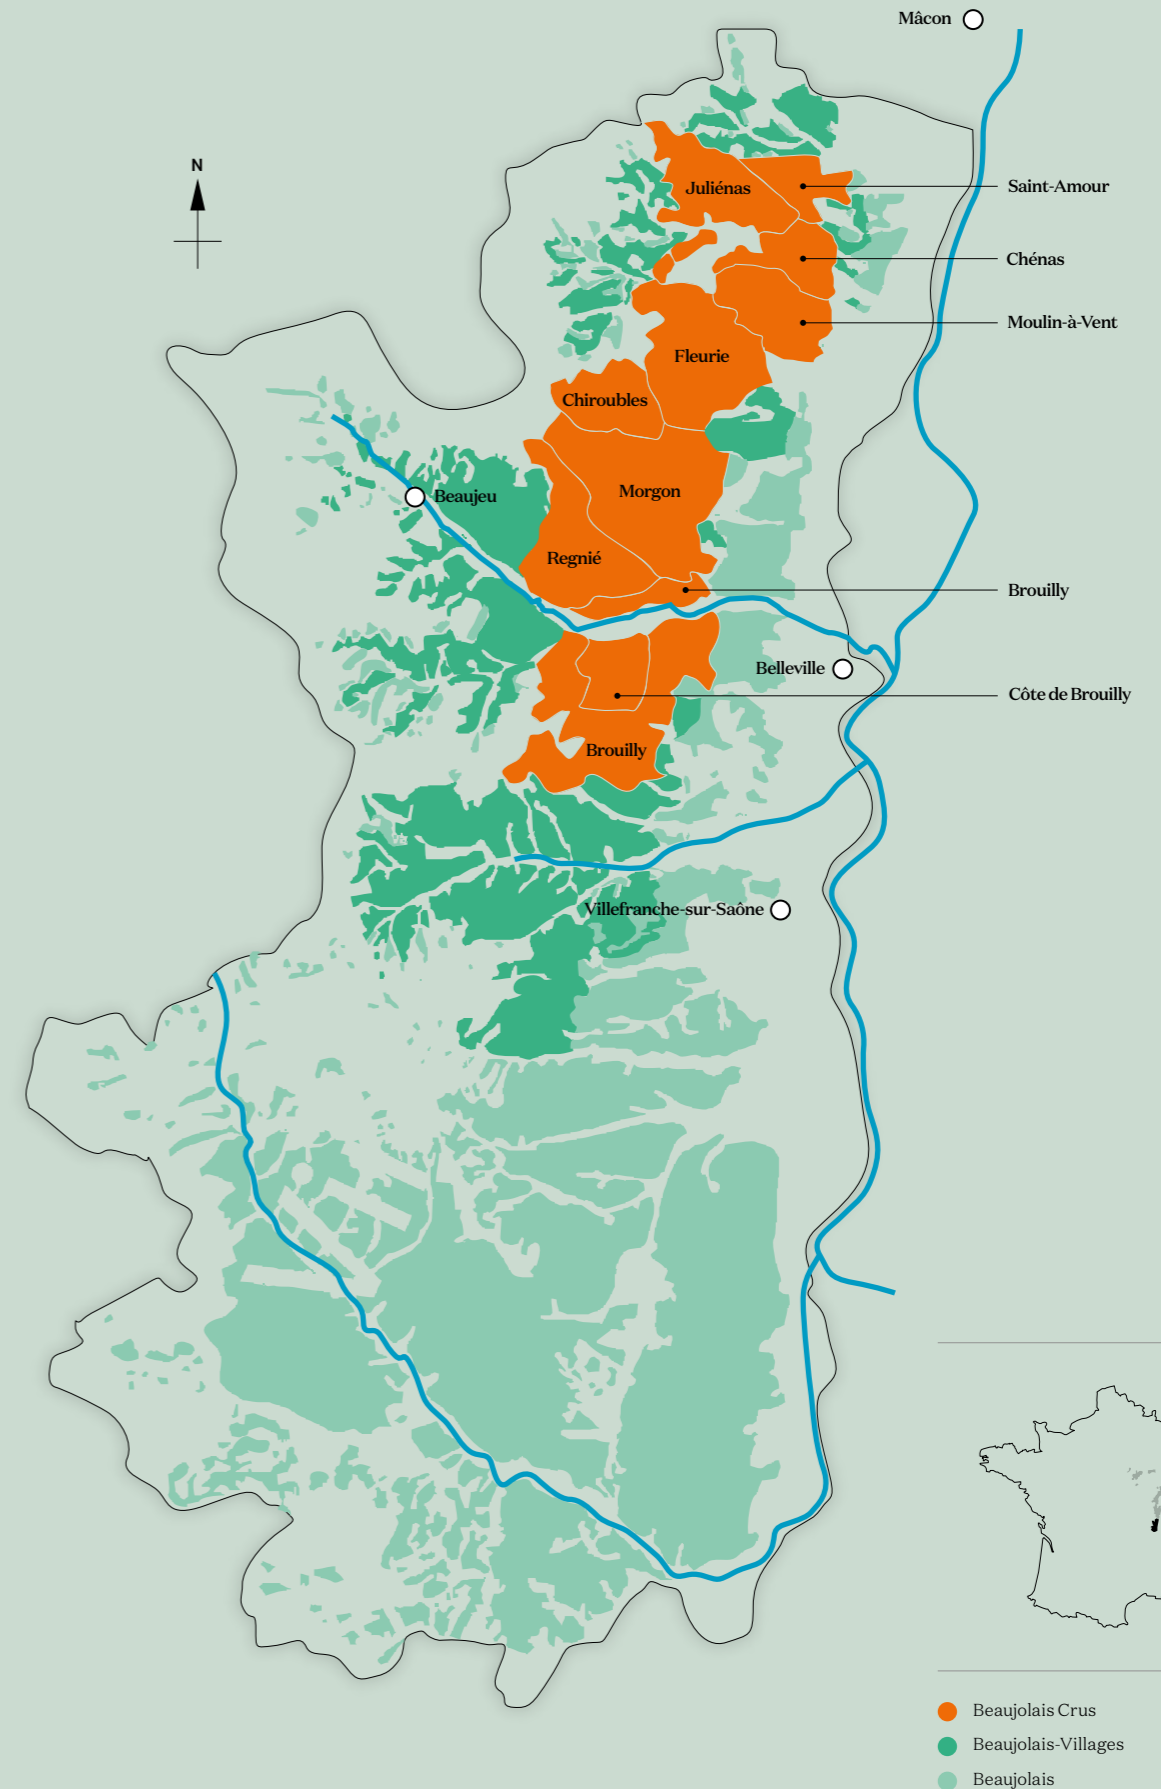 Mâcon
N
Juliénas
Saint-Amour
Chénas
Moulin-à-Vent
Fleurie
Chiroubles
Morgon
Beaujeu
Regnié
Brouilly
Belleville
Côte de Brouilly
Brouilly
Villefranche-sur-Saône
Beaujolais Crus
Beaujolais-Villages
Beaujolais